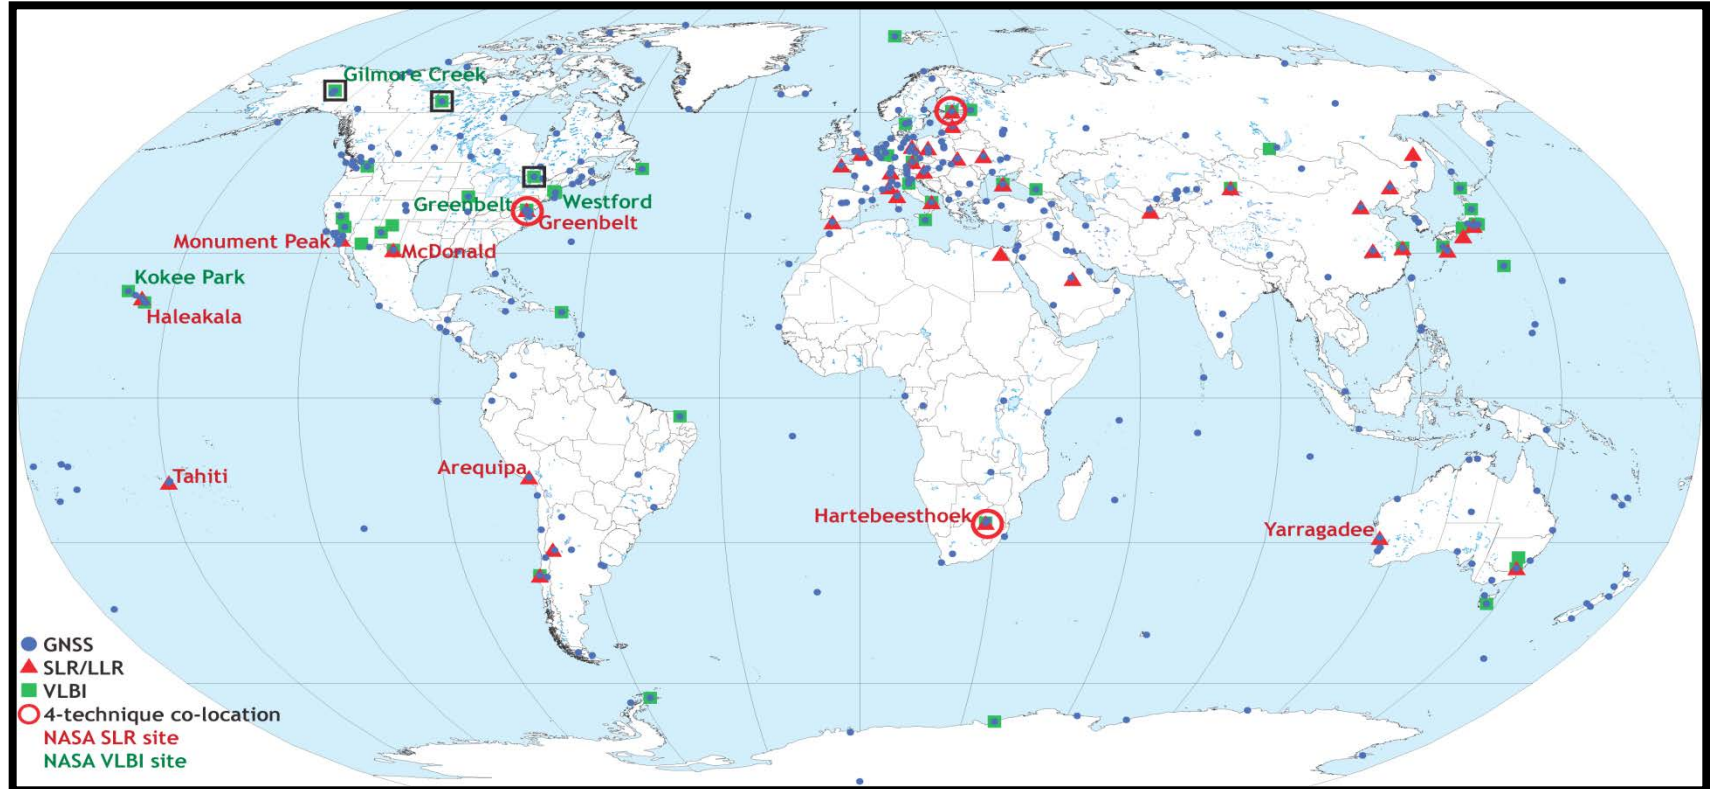 Gilmore Creek
Greenbelt
Westford
Greenbelt
Monument Peak
McDonald
Kokee Park
Haleakala
Tahiti
Arequipa
Hartebeesthoek
Yarragadee
GNSS
SLR/LLR
VLBI
4-technique co-location
NASA SLR site
NASA VLBI site